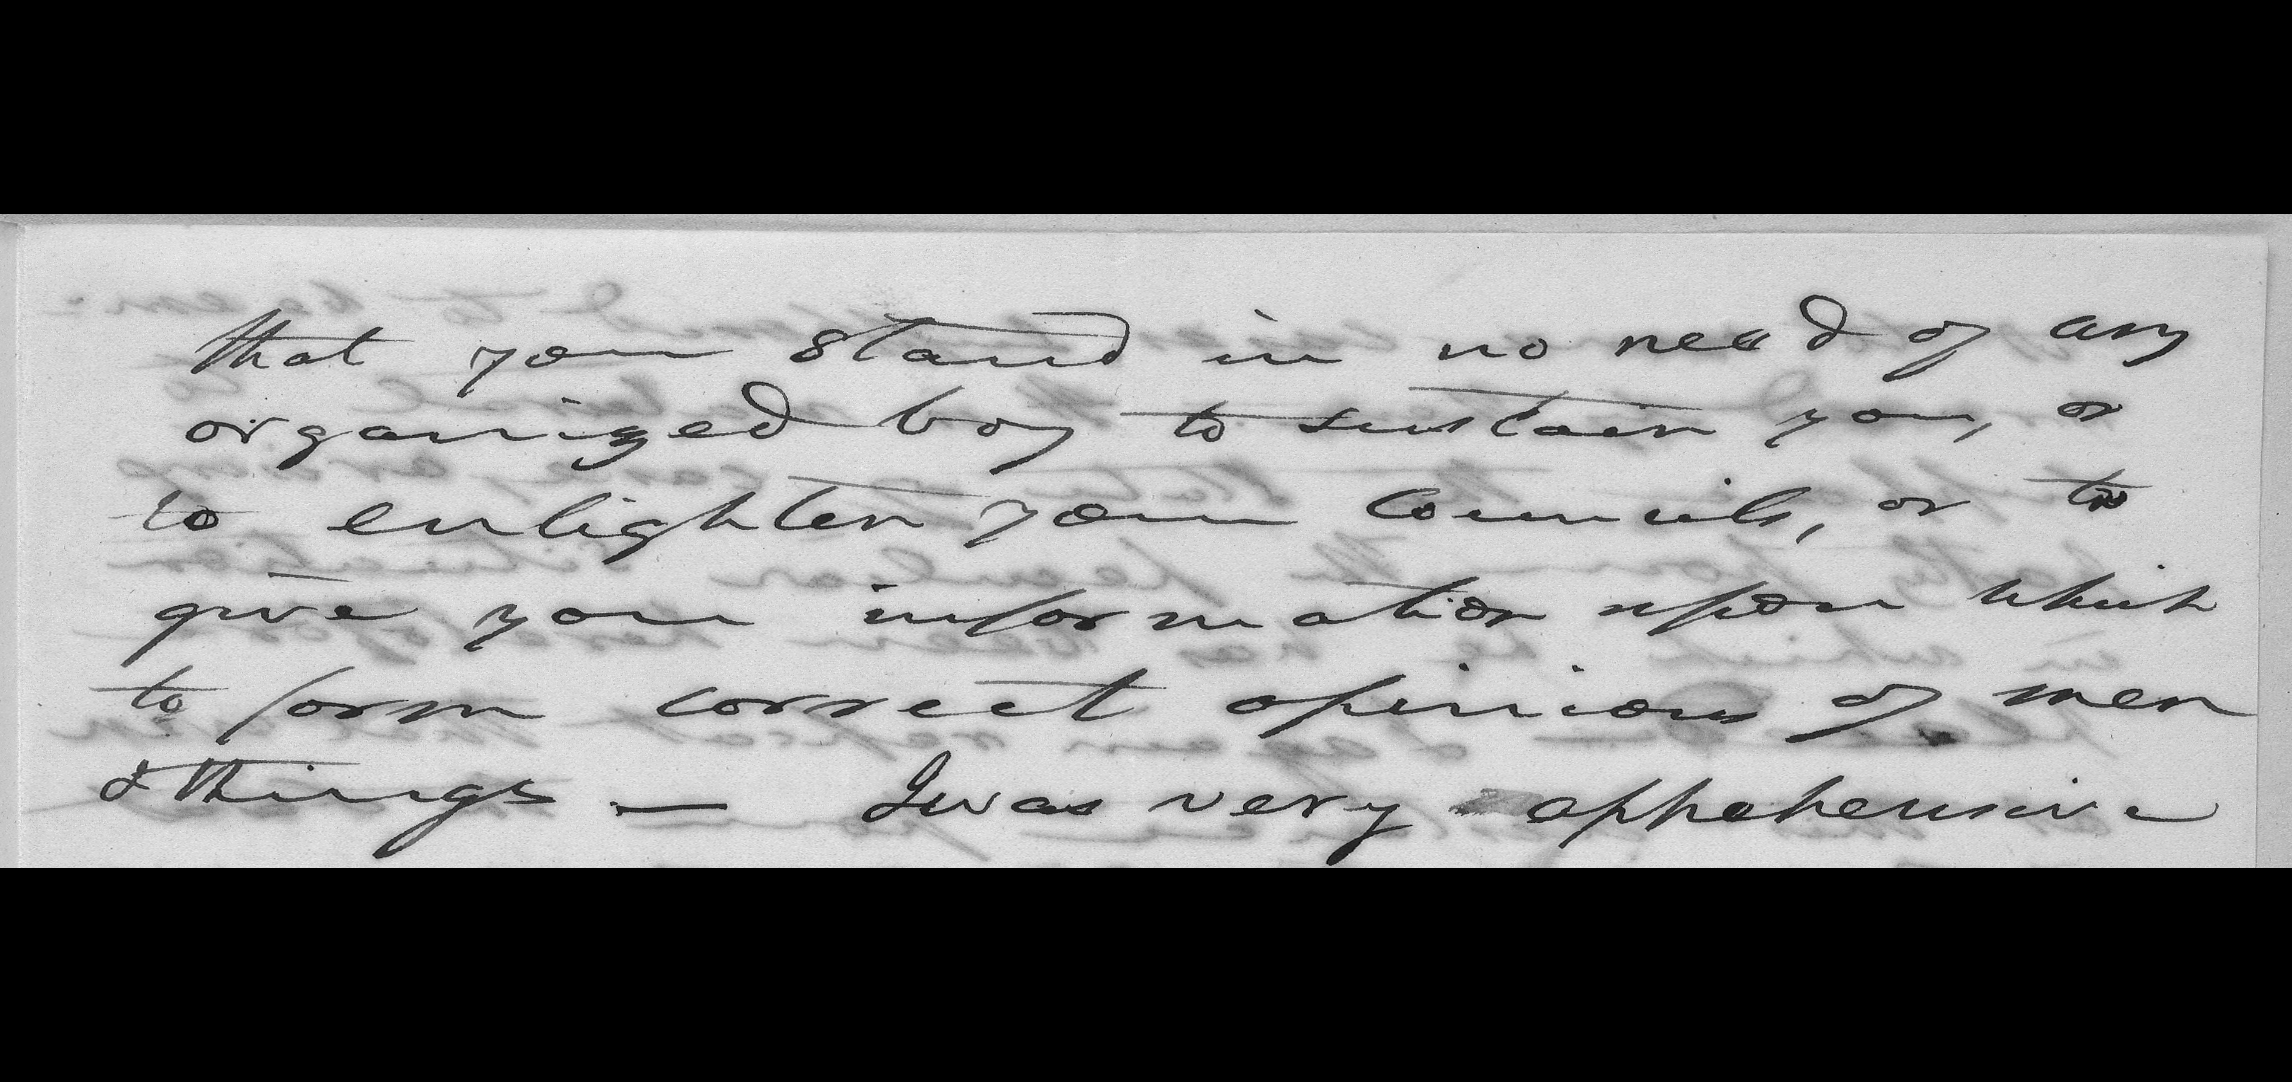 that you stand in no need of any
organized boy to sustain you, or
to enlighten your Councils, or to
give you information upon which
to form correct opinions of men
& things — I was very apprehensive